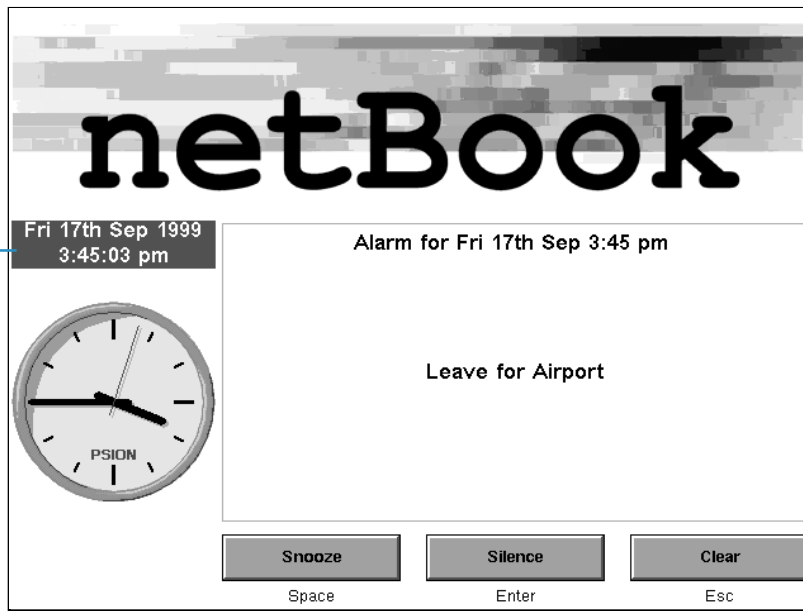 netBook
Fri 17th Sep 1999
3:45:03 pm
Alarm for Fri 17th Sep 3:45 pm
Leave for Airport
PSION
Snooze
Silence
Clear
Space
Enter
Esc